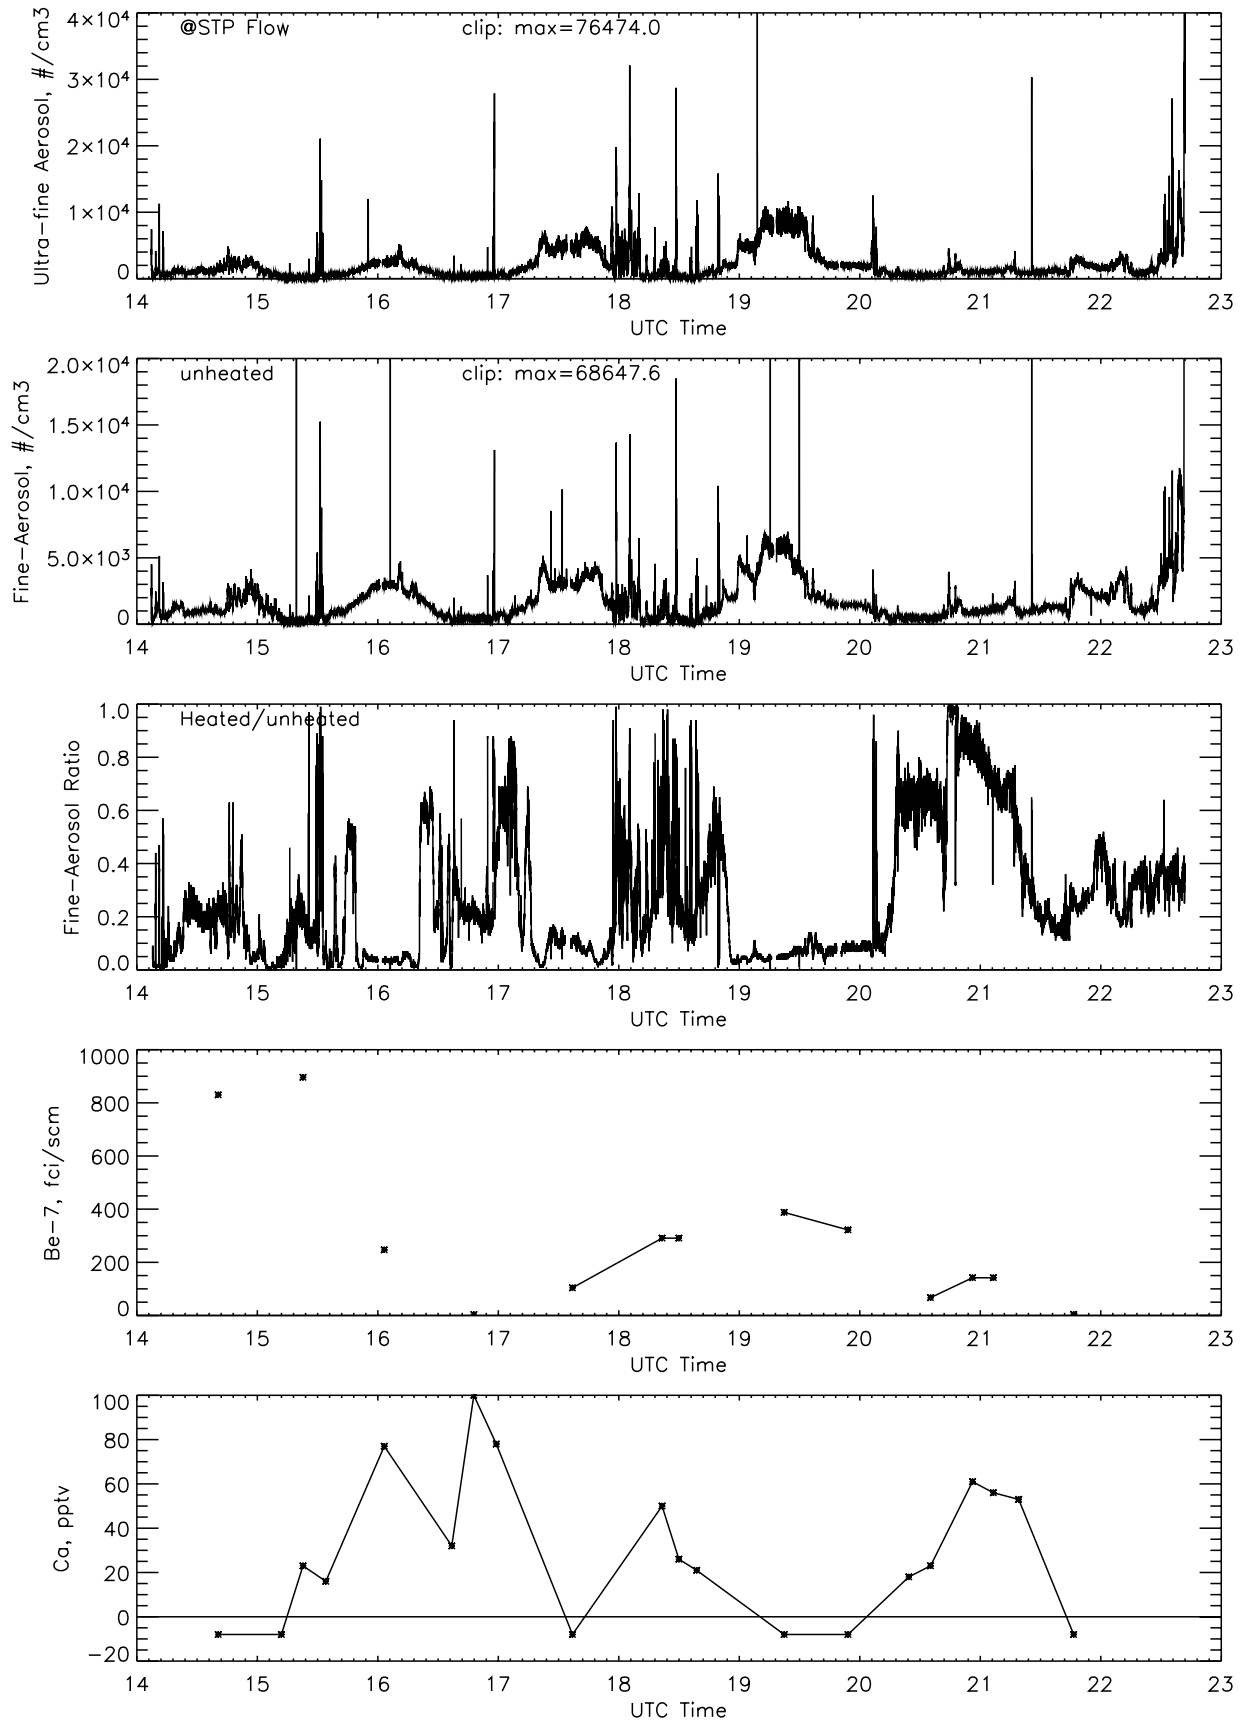 Ultra-fine Aerosol, #/cm3
@STP Flow
clip: max=76474.0
4×10⁴
3×10⁴
2×10⁴
1×10⁴
0
14 15 16 17 18 19 20 21 22 23
UTC Time
Fine-Aerosol, #/cm3
unheated
clip: max=68647.6
2.0×10⁴
1.5×10⁴
1.0×10⁴
5.0×10³
0
14 15 16 17 18 19 20 21 22 23
UTC Time
Fine-Aerosol Ratio
Heated/unheated
1.0
0.8
0.6
0.4
0.2
0.0
14 15 16 17 18 19 20 21 22 23
UTC Time
Be-7, fci/scm
1000
800
600
400
200
0
14 15 16 17 18 19 20 21 22 23
UTC Time
Ca, pptv
100
80
60
40
20
0
-20
14 15 16 17 18 19 20 21 22 23
UTC Time